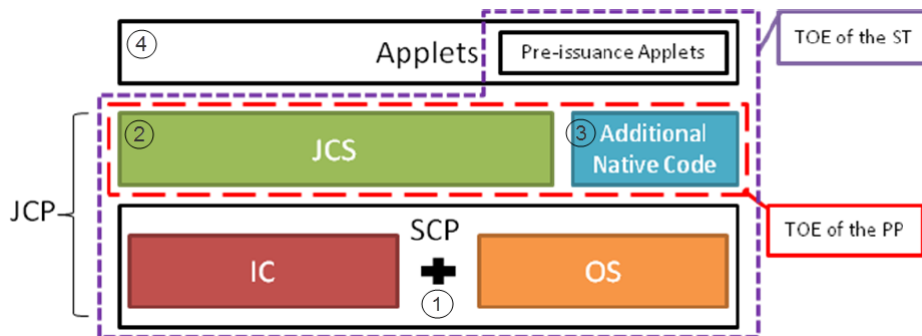 ④
Applets
Pre-issuance Applets
TOE of the ST
②
JCS
③
Additional
Native Code
JCP
SCP
TOE of the PP
IC
①
OS